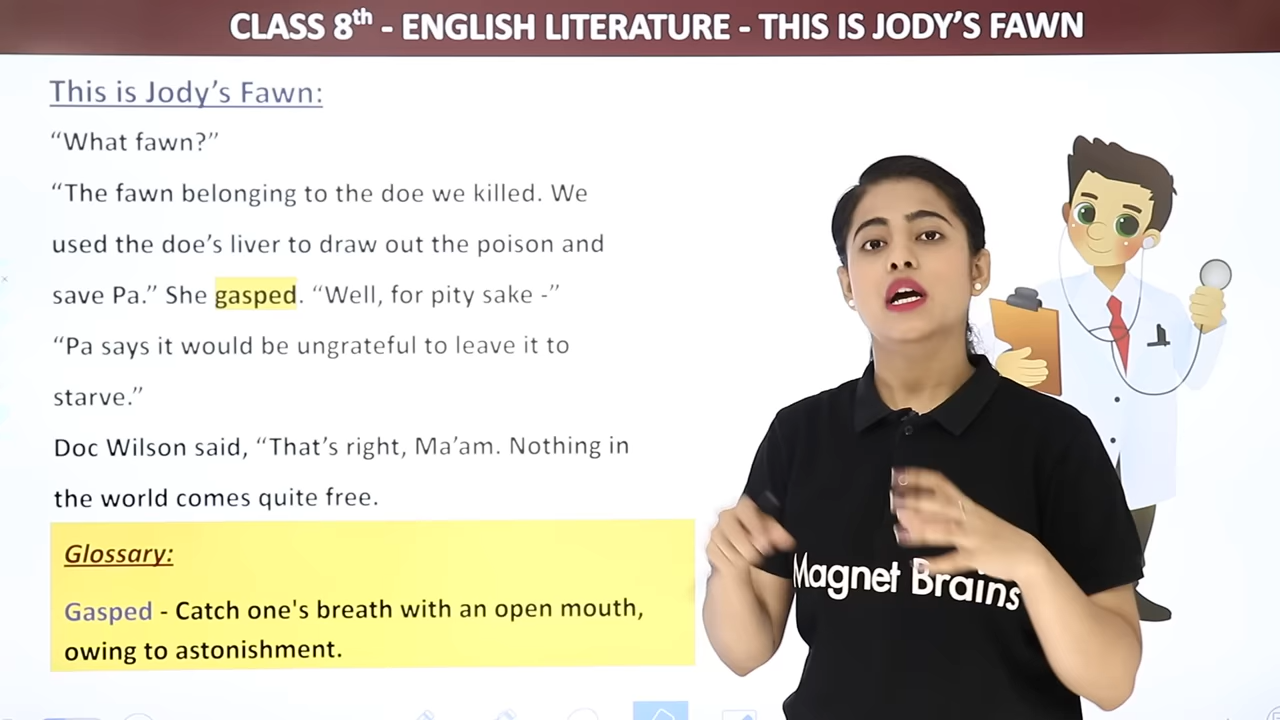 CLASS 8th - ENGLISH LITERATURE - THIS IS JODY’S FAWN
This is Jody’s Fawn:
“What fawn?”
“The fawn belonging to the doe we killed. We
used the doe’s liver to draw out the poison and
save Pa.” She gasped. “Well, for pity sake -”
“Pa says it would be ungrateful to leave it to
starve.”
Doc Wilson said, “That’s right, Ma’am. Nothing in
the world comes quite free.
Glossary:
Gasped - Catch one's breath with an open mouth,
owing to astonishment.
Magnet Brains